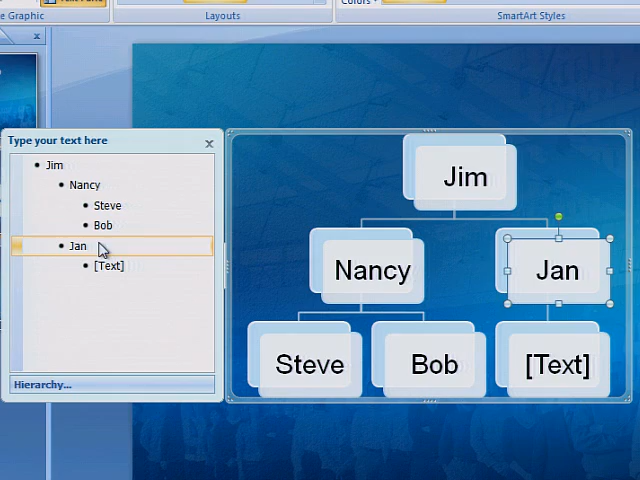 e Graphic
Layouts
Colors
SmartArt Styles
x
Type your text here
x
Jim
Nancy
Steve
Bob
Jan
[Text]
Hierarchy...
Jim
Nancy
Jan
Steve
Bob
[Text]